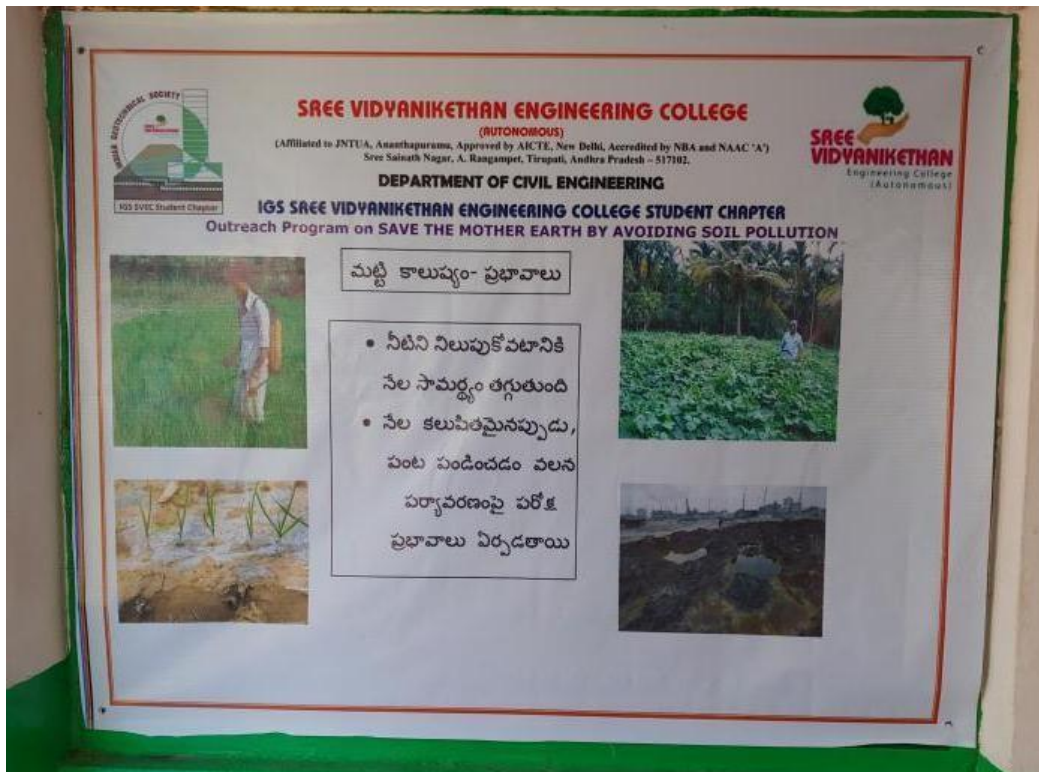 INDIAN GEOTECHNICAL SOCIETY
IGS SVEC Student Chapter
SREE VIDYANIKETHAN ENGINEERING COLLEGE
(AUTONOMOUS)
(Affiliated to JNTUA, Ananthapuramu, Approved by AICTE, New Delhi, Accredited by NBA and NAAC 'A')
Sree Sainath Nagar, A. Rangampet, Tirupati, Andhra Pradesh – 517102.
DEPARTMENT OF CIVIL ENGINEERING
IGS SREE VIDYANIKETHAN ENGINEERING COLLEGE STUDENT CHAPTER
Outreach Program on SAVE THE MOTHER EARTH BY AVOIDING SOIL POLLUTION
SREE
VIDYANIKETHAN
Engineering College
(Autonomous)
మట్టి కాలుష్యం- ప్రభావాలు
• నీటిని నిలుపుకోవటానికి
నేల సామర్థ్యం తగ్గుతుంది
• నేల కలుషితమైనప్పుడు,
పంట పండించడం వలన
పర్యావరణంపై పరోక్ష
ప్రభావాలు ఏర్పడతాయి